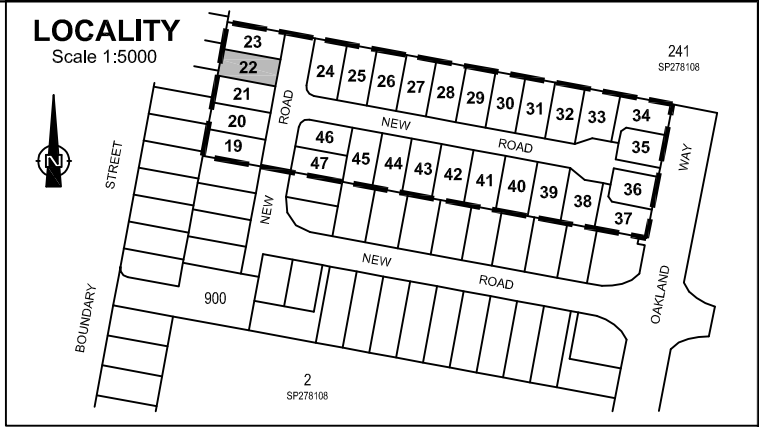 LOCALITY
Scale 1:5000
N
23
22
21
20
19
24
25
26
27
28
29
30
31
32
33
34
35
36
37
38
39
40
41
42
43
44
45
46
47
241
SP278108
NEW ROAD
ROAD
NEW
NEW ROAD
STREET
BOUNDARY
WAY
OAKLAND
900
2
SP278108